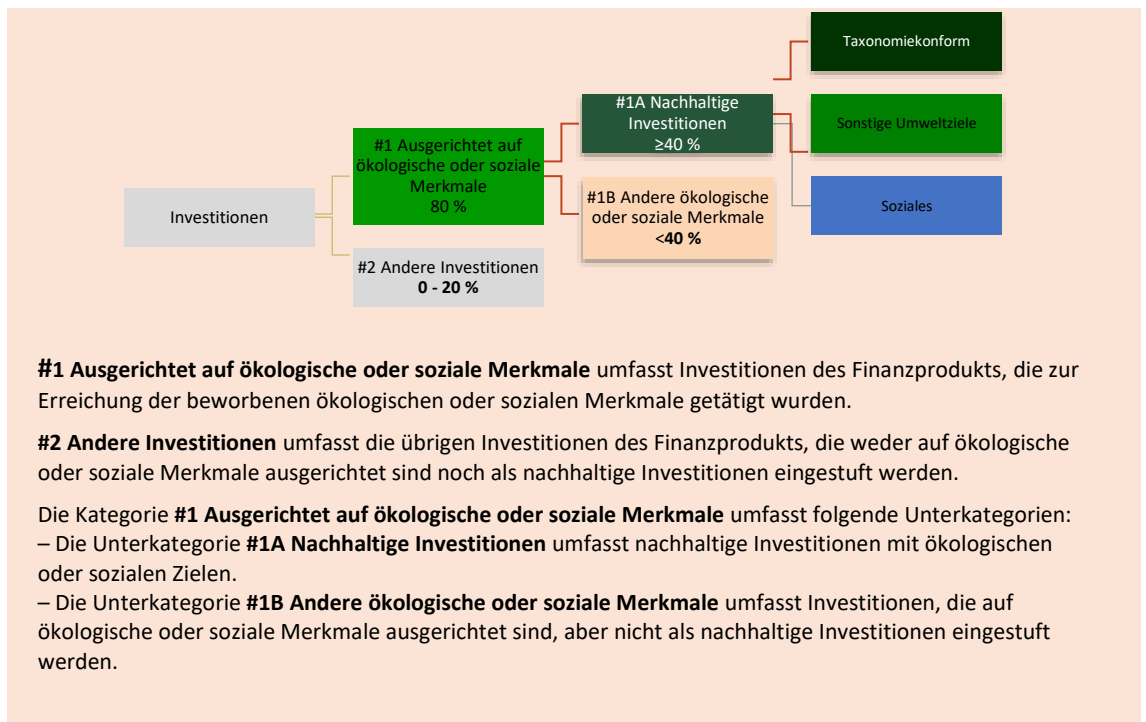 Taxonomiekonform
#1A Nachhaltige
Investitionen
≥40 %
Sonstige Umweltziele
#1 Ausgerichtet auf
ökologische oder soziale
Merkmale
80 %
#1B Andere ökologische
oder soziale Merkmale
<40 %
Soziales
Investitionen
#2 Andere Investitionen
0 - 20 %
#1 Ausgerichtet auf ökologische oder soziale Merkmale umfasst Investitionen des Finanzprodukts, die zur
Erreichung der beworbenen ökologischen oder sozialen Merkmale getätigt wurden.
#2 Andere Investitionen umfasst die übrigen Investitionen des Finanzprodukts, die weder auf ökologische
oder soziale Merkmale ausgerichtet sind noch als nachhaltige Investitionen eingestuft werden.
Die Kategorie #1 Ausgerichtet auf ökologische oder soziale Merkmale umfasst folgende Unterkategorien:
– Die Unterkategorie #1A Nachhaltige Investitionen umfasst nachhaltige Investitionen mit ökologischen
oder sozialen Zielen.
– Die Unterkategorie #1B Andere ökologische oder soziale Merkmale umfasst Investitionen, die auf
ökologische oder soziale Merkmale ausgerichtet sind, aber nicht als nachhaltige Investitionen eingestuft
werden.